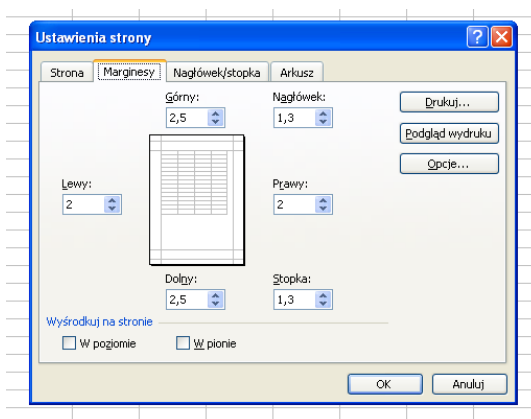 Ustawienia strony
Strona Marginesy Nagłówek/stopka Arkusz
Górny: Nagłówek:
2,5 1,3
Drukuj...
Podgląd wydruku
Opcje...
Lewy: Prawy:
2 2
Dolny: Stopka:
2,5 1,3
Wyśrodkuj na stronie
W poziomie W pionie
OK Anuluj